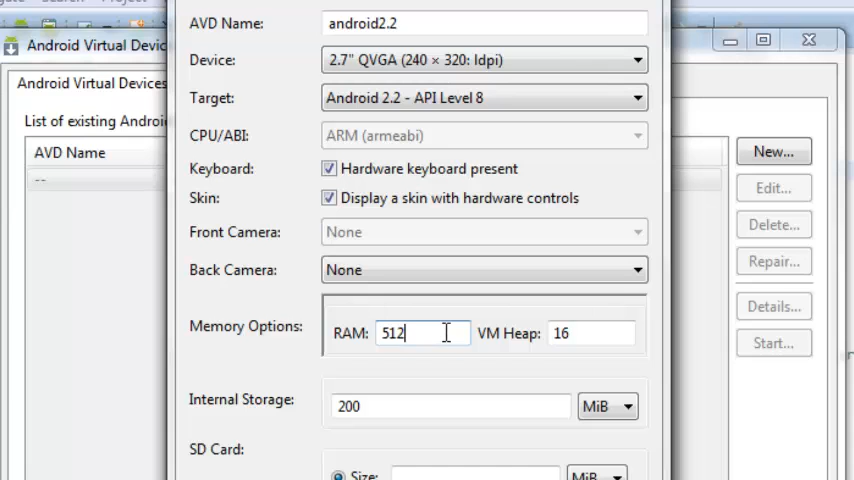 AVD Name: android2.2
Android Virtual Devic
Device: 2.7" QVGA (240 × 320: ldpi)
Android Virtual Devices
Target: Android 2.2 - API Level 8
List of existing Androi
CPU/ABI: ARM (armeabi)
AVD Name
New...
Keyboard: Hardware keyboard present
--
Edit...
Skin: Display a skin with hardware controls
Delete...
Front Camera: None
Repair...
Back Camera: None
Details...
Memory Options: RAM: 512 VM Heap: 16
Start...
Internal Storage: 200 MiB
SD Card:
Size: MiB